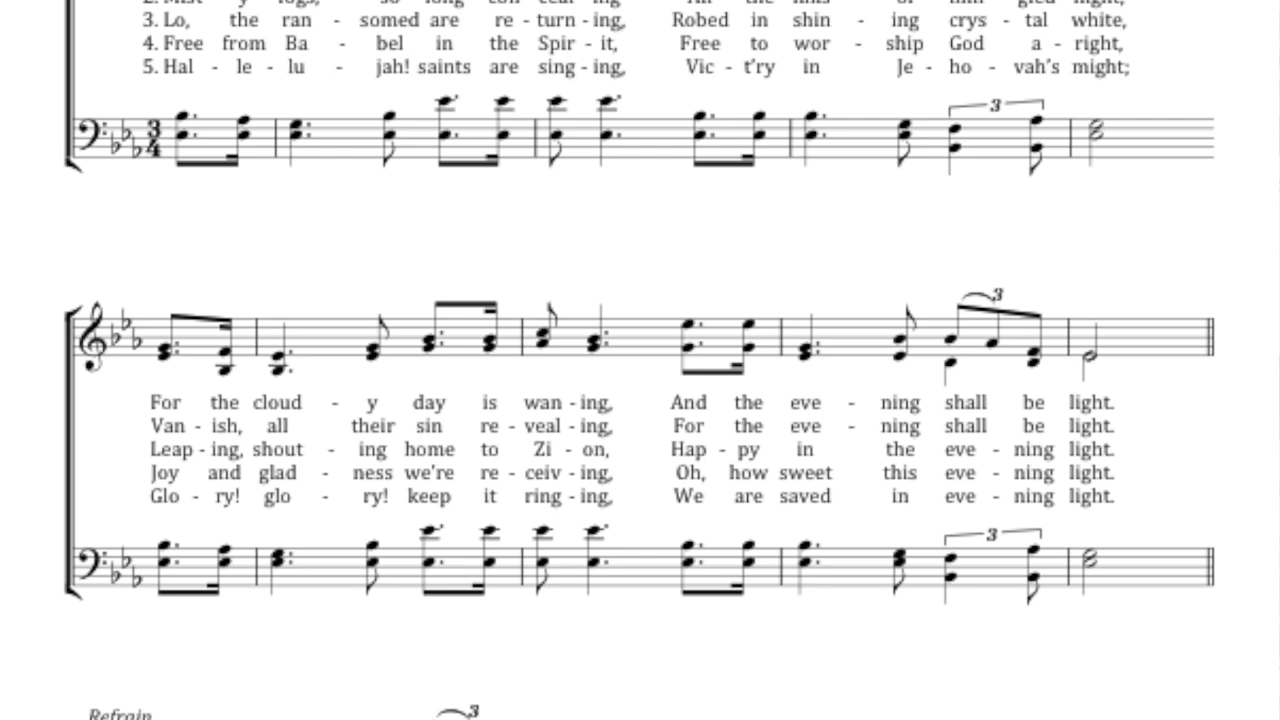 3. Lo, the ran - somed are re - turn - ing, Robed in shin - ing crys - tal white,
4. Free from Ba - bel in the Spir - it, Free to wor - ship God a - right,
5. Hal - le - lu - jah! saints are sing - ing, Vic - t'ry in Je - ho - vah's might;
3
3
4
3
For the cloud - y day is wan - ing, And the eve - ning shall be light.
Van - ish, all their sin re - veal - ing, For the eve - ning shall be light.
Leap - ing, shout - ing home to Zi - on, Hap - py in the eve - ning light.
Joy and glad - ness we're re - ceiv - ing, Oh, how sweet this eve - ning light.
Glo - ry! glo - ry! keep it ring - ing, We are saved in eve - ning light.
3
Refrain
3